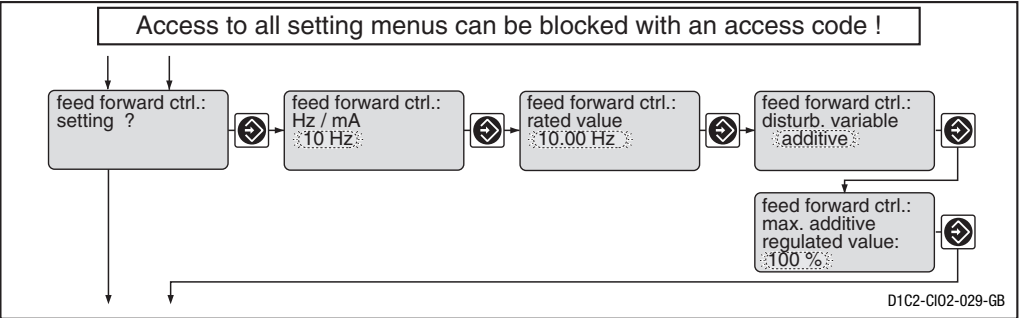 Access to all setting menus can be blocked with an access code !
feed forward ctrl.:
setting ?
feed forward ctrl.:
Hz / mA
10 Hz
feed forward ctrl.:
rated value
10.00 Hz
feed forward ctrl.:
disturb. variable
additive
feed forward ctrl.:
max. additive
regulated value:
100 %
D1C2-CI02-029-GB